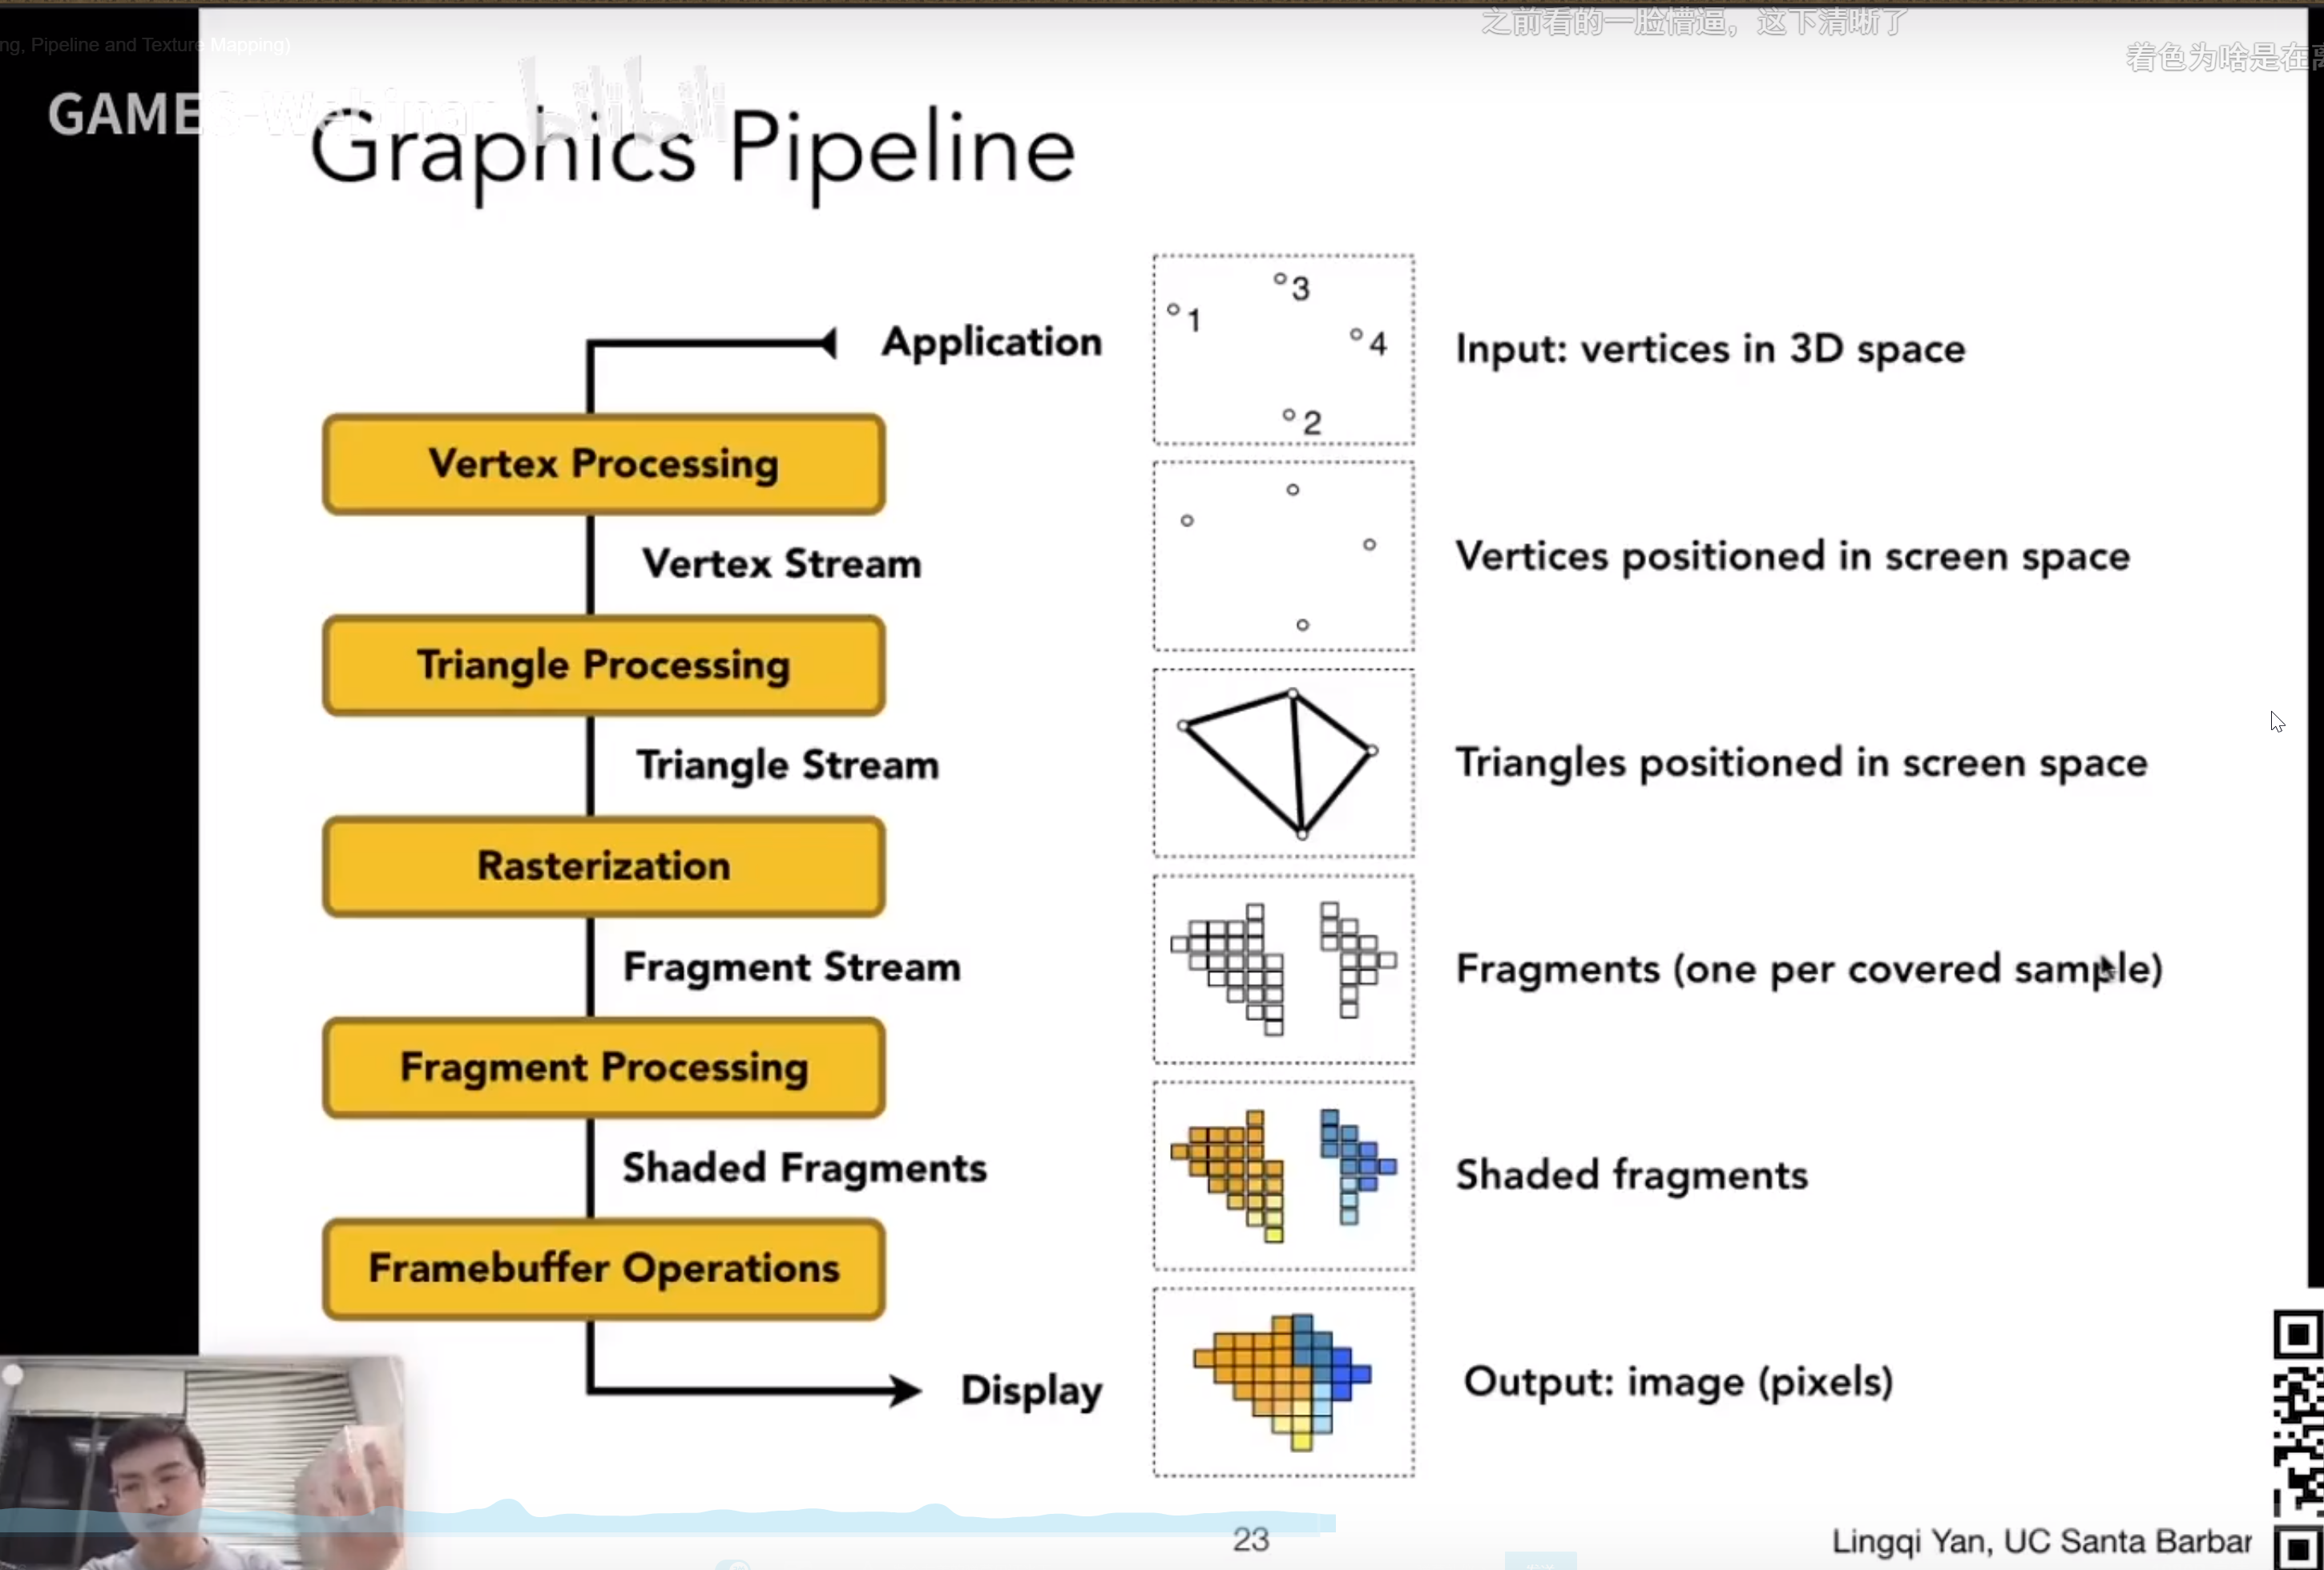 之前看的一脸懵逼，这下清晰了
ng, Pipeline and Texture Mapping)
着色为啥是在离
GAMES-Webinar bilibili
Graphics Pipeline
Application
3
1
4
2
Input: vertices in 3D space
Vertex Processing
Vertex Stream
Vertices positioned in screen space
Triangle Processing
Triangle Stream
Triangles positioned in screen space
Rasterization
Fragment Stream
Fragments (one per covered sample)
Fragment Processing
Shaded Fragments
Shaded fragments
Framebuffer Operations
Display
Output: image (pixels)
23
Lingqi Yan, UC Santa Barbar